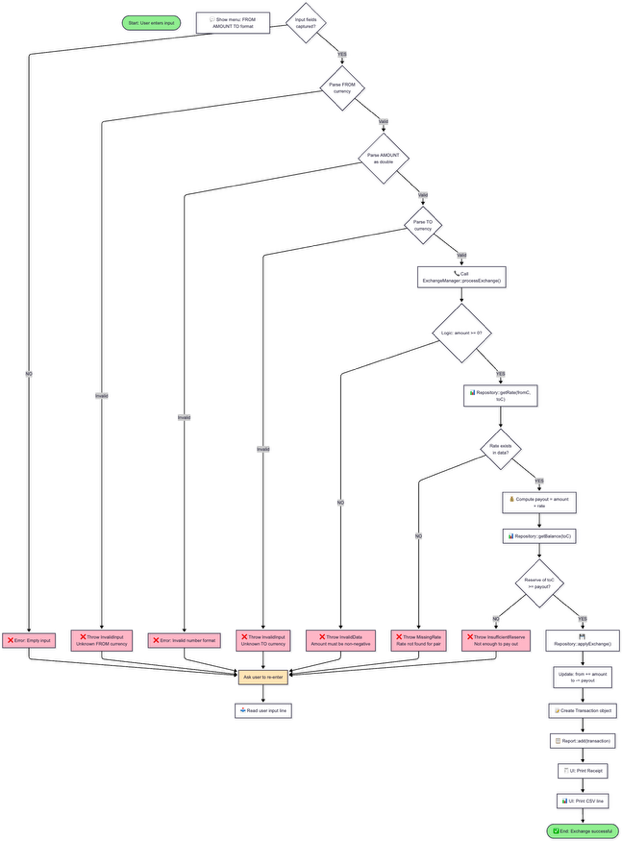 Start: User enters input
Show menu: FROM
AMOUNT TO format
Input fields
captured?
YES
Parse FROM
currency
Valid
Parse AMOUNT
as double
Valid
Parse TO
currency
Valid
Call
ExchangeManager::processExchange()
Logic: amount >= 0?
NO
YES
Invalid
Repository::getRate(fromC,
toC)
Invalid
Invalid
Rate exists
in data?
YES
NO
Compute payout = amount
× rate
NO
Repository::getBalance(toC)
Reserve of toC
>= payout?
NO
YES
Error: Empty input
Throw InvalidInput
Unknown FROM currency
Error: Invalid number format
Throw InvalidInput
Unknown TO currency
Throw InvalidData
Amount must be non-negative
Throw MissingRate
Rate not found for pair
Throw InsufficientReserve
Not enough to pay out
Repository::applyExchange()
Ask user to re-enter
Update: from += amount
to -= payout
Read user input line
Create Transaction object
Report::add(transaction)
UI: Print Receipt
UI: Print CSV line
End: Exchange successful